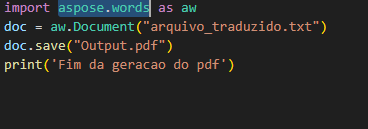 import aspose.words as aw
doc = aw.Document("arquivo_traduzido.txt")
doc.save("Output.pdf")
print('Fim da geracao do pdf')